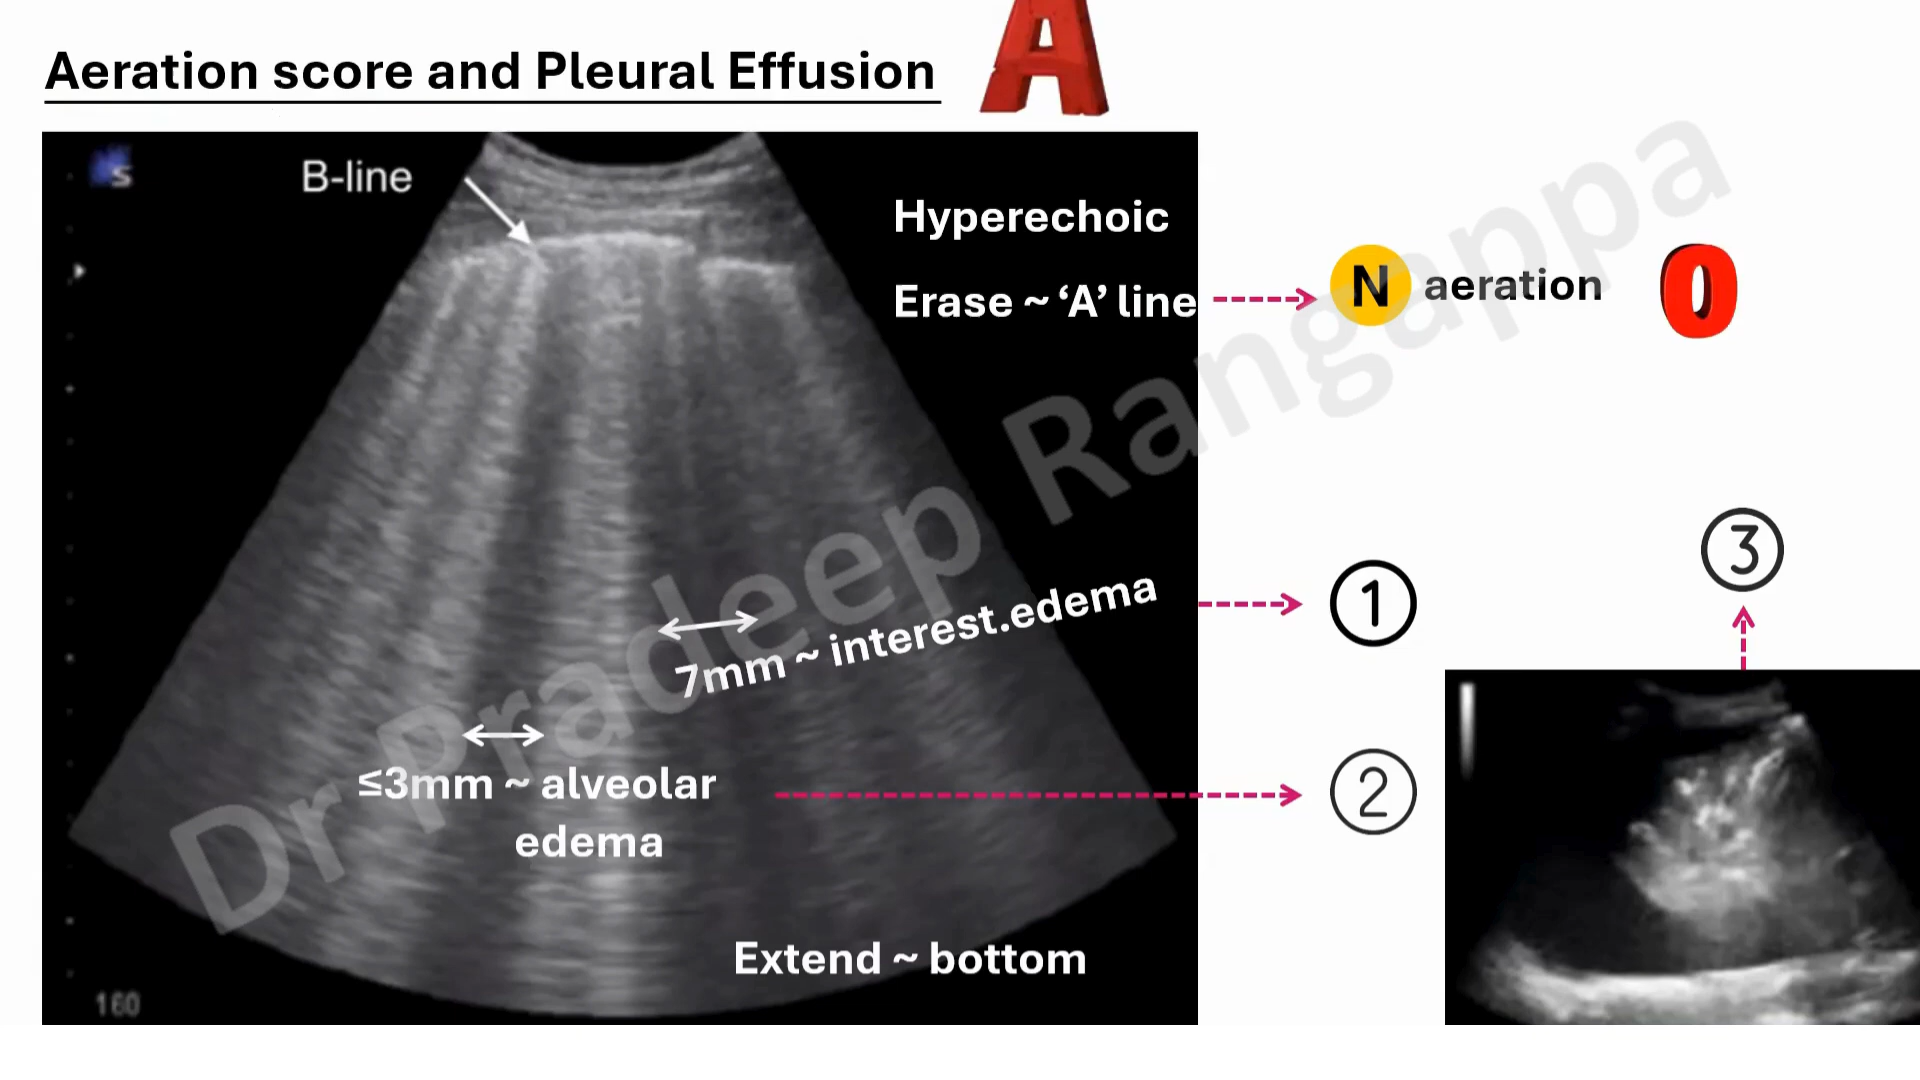 Aeration score and Pleural Effusion
A
S
B-line
Hyperechoic
Erase ~ ‘A’ line
N aeration 0
7mm ~ interest.edema
1
3
≤3mm ~ alveolar
edema
2
Extend ~ bottom
160
Dr Pradeep Rangappa